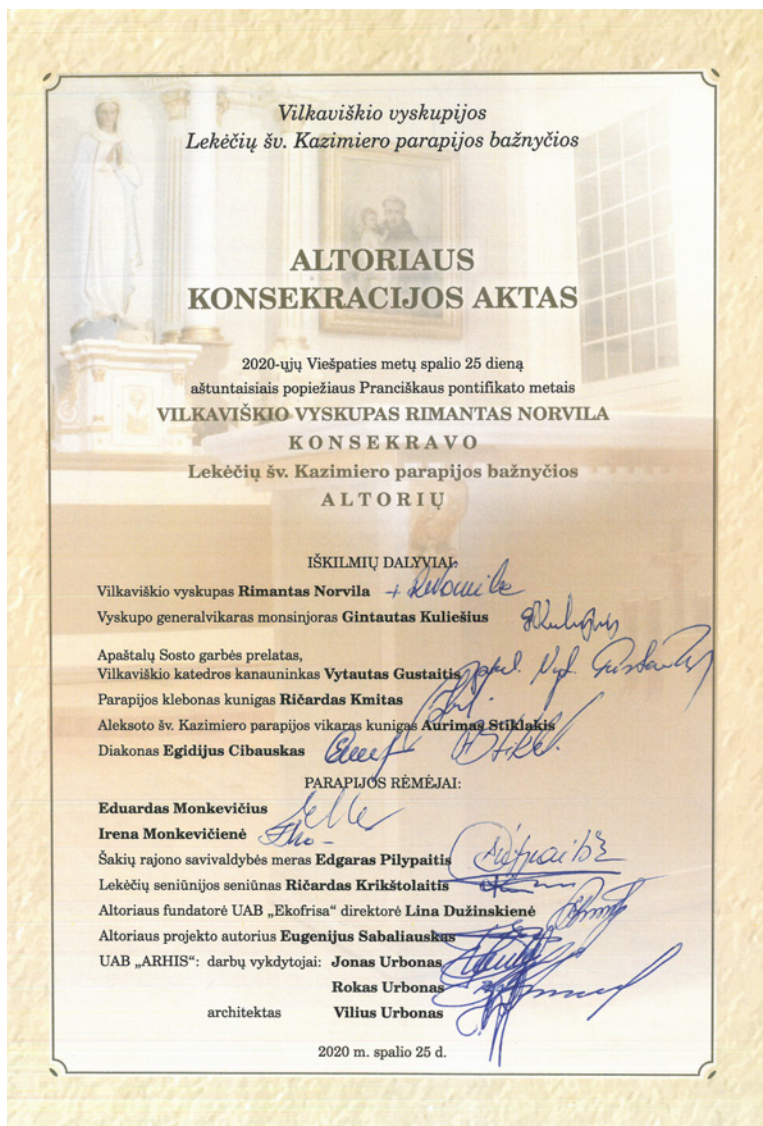 Vilkaviškio vyskupijos
Lekėčių šv. Kazimiero parapijos bažnyčios
ALTORIAUS
KONSEKRACIJOS AKTAS
2020-ųjų Viešpaties metų spalio 25 dieną
aštuntaisiais popiežiaus Pranciškaus pontifikato metais
VILKAVIŠKIO VYSKUPAS RIMANTAS NORVILA
KONSEKRAVO
Lekėčių šv. Kazimiero parapijos bažnyčios
ALTORIŲ
IŠKILMIŲ DALYVIAI:
Vilkaviškio vyskupas Rimantas Norvila
Vyskupo generalvikaras monsinjoras Gintautas Kuliešius
Apaštalų Sosto garbės prelatas,
Vilkaviškio katedros kanauninkas Vytautas Gustaitis
Parapijos klebonas kunigas Ričardas Kmitas
Aleksoto šv. Kazimiero parapijos vikaras kunigas Aurimas Stiklakis
Diakonas Egidijus Cibauskas
PARAPIJOS RĖMĖJAI:
Eduardas Monkevičius
Irena Monkevičienė
Šakių rajono savivaldybės meras Edgaras Pilypaitis
Lekėčių seniūnijos seniūnas Ričardas Krikštolaitis
Altoriaus fundatorė UAB „Ekofrisa“ direktorė Lina Dužinskienė
Altoriaus projekto autorius Eugenijus Sabaliauskas
UAB „ARHIS“: darbų vykdytojai: Jonas Urbonas
Rokas Urbonas
architektas Vilius Urbonas
2020 m. spalio 25 d.